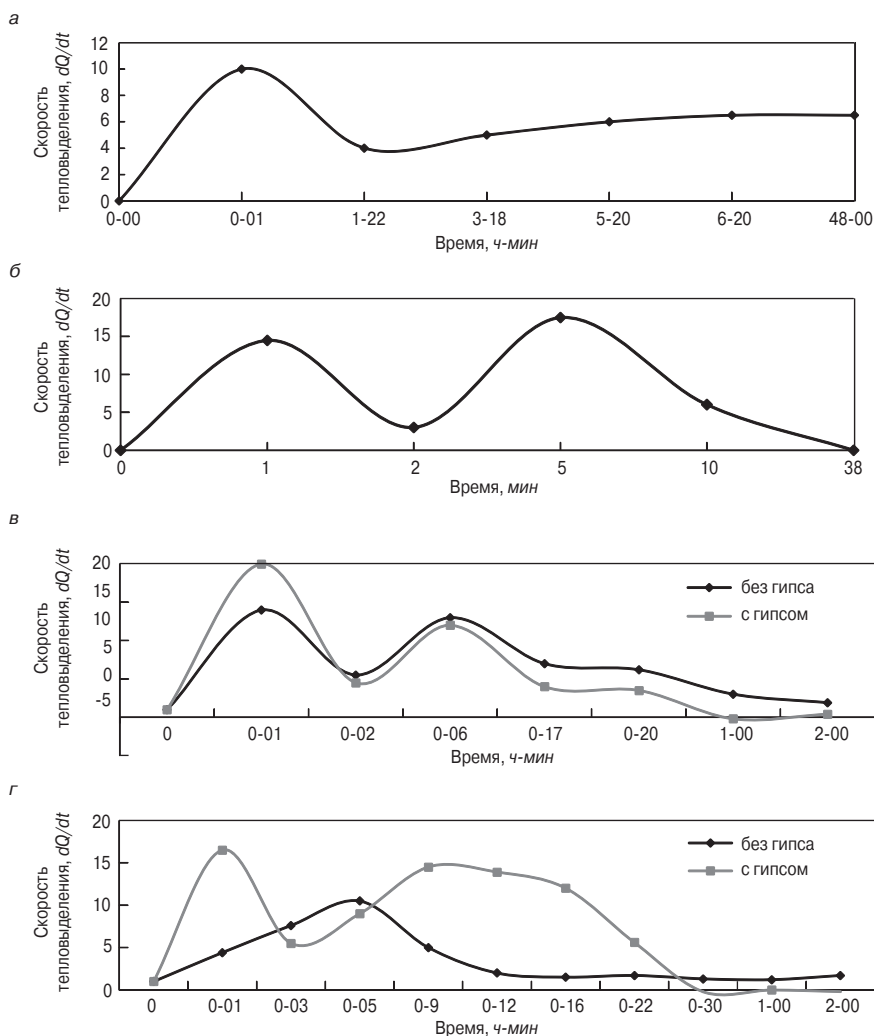 а
Скорость
тепловыделения, dQ/dt
12
10
8
6
4
2
0
0-00 0-01 1-22 3-18 5-20 6-20 48-00
Время, ч-мин
б
Скорость
тепловыделения, dQ/dt
20
15
10
5
0
0 1 2 5 10 38
Время, мин
в
Скорость
тепловыделения, dQ/dt
20
15
10
5
0
-5
без гипса
с гипсом
0 0-01 0-02 0-06 0-17 0-20 1-00 2-00
Время, ч-мин
г
Скорость
тепловыделения, dQ/dt
20
15
10
5
0
без гипса
с гипсом
0 0-01 0-03 0-05 0-9 0-12 0-16 0-22 0-30 1-00 2-00
Время, ч-мин